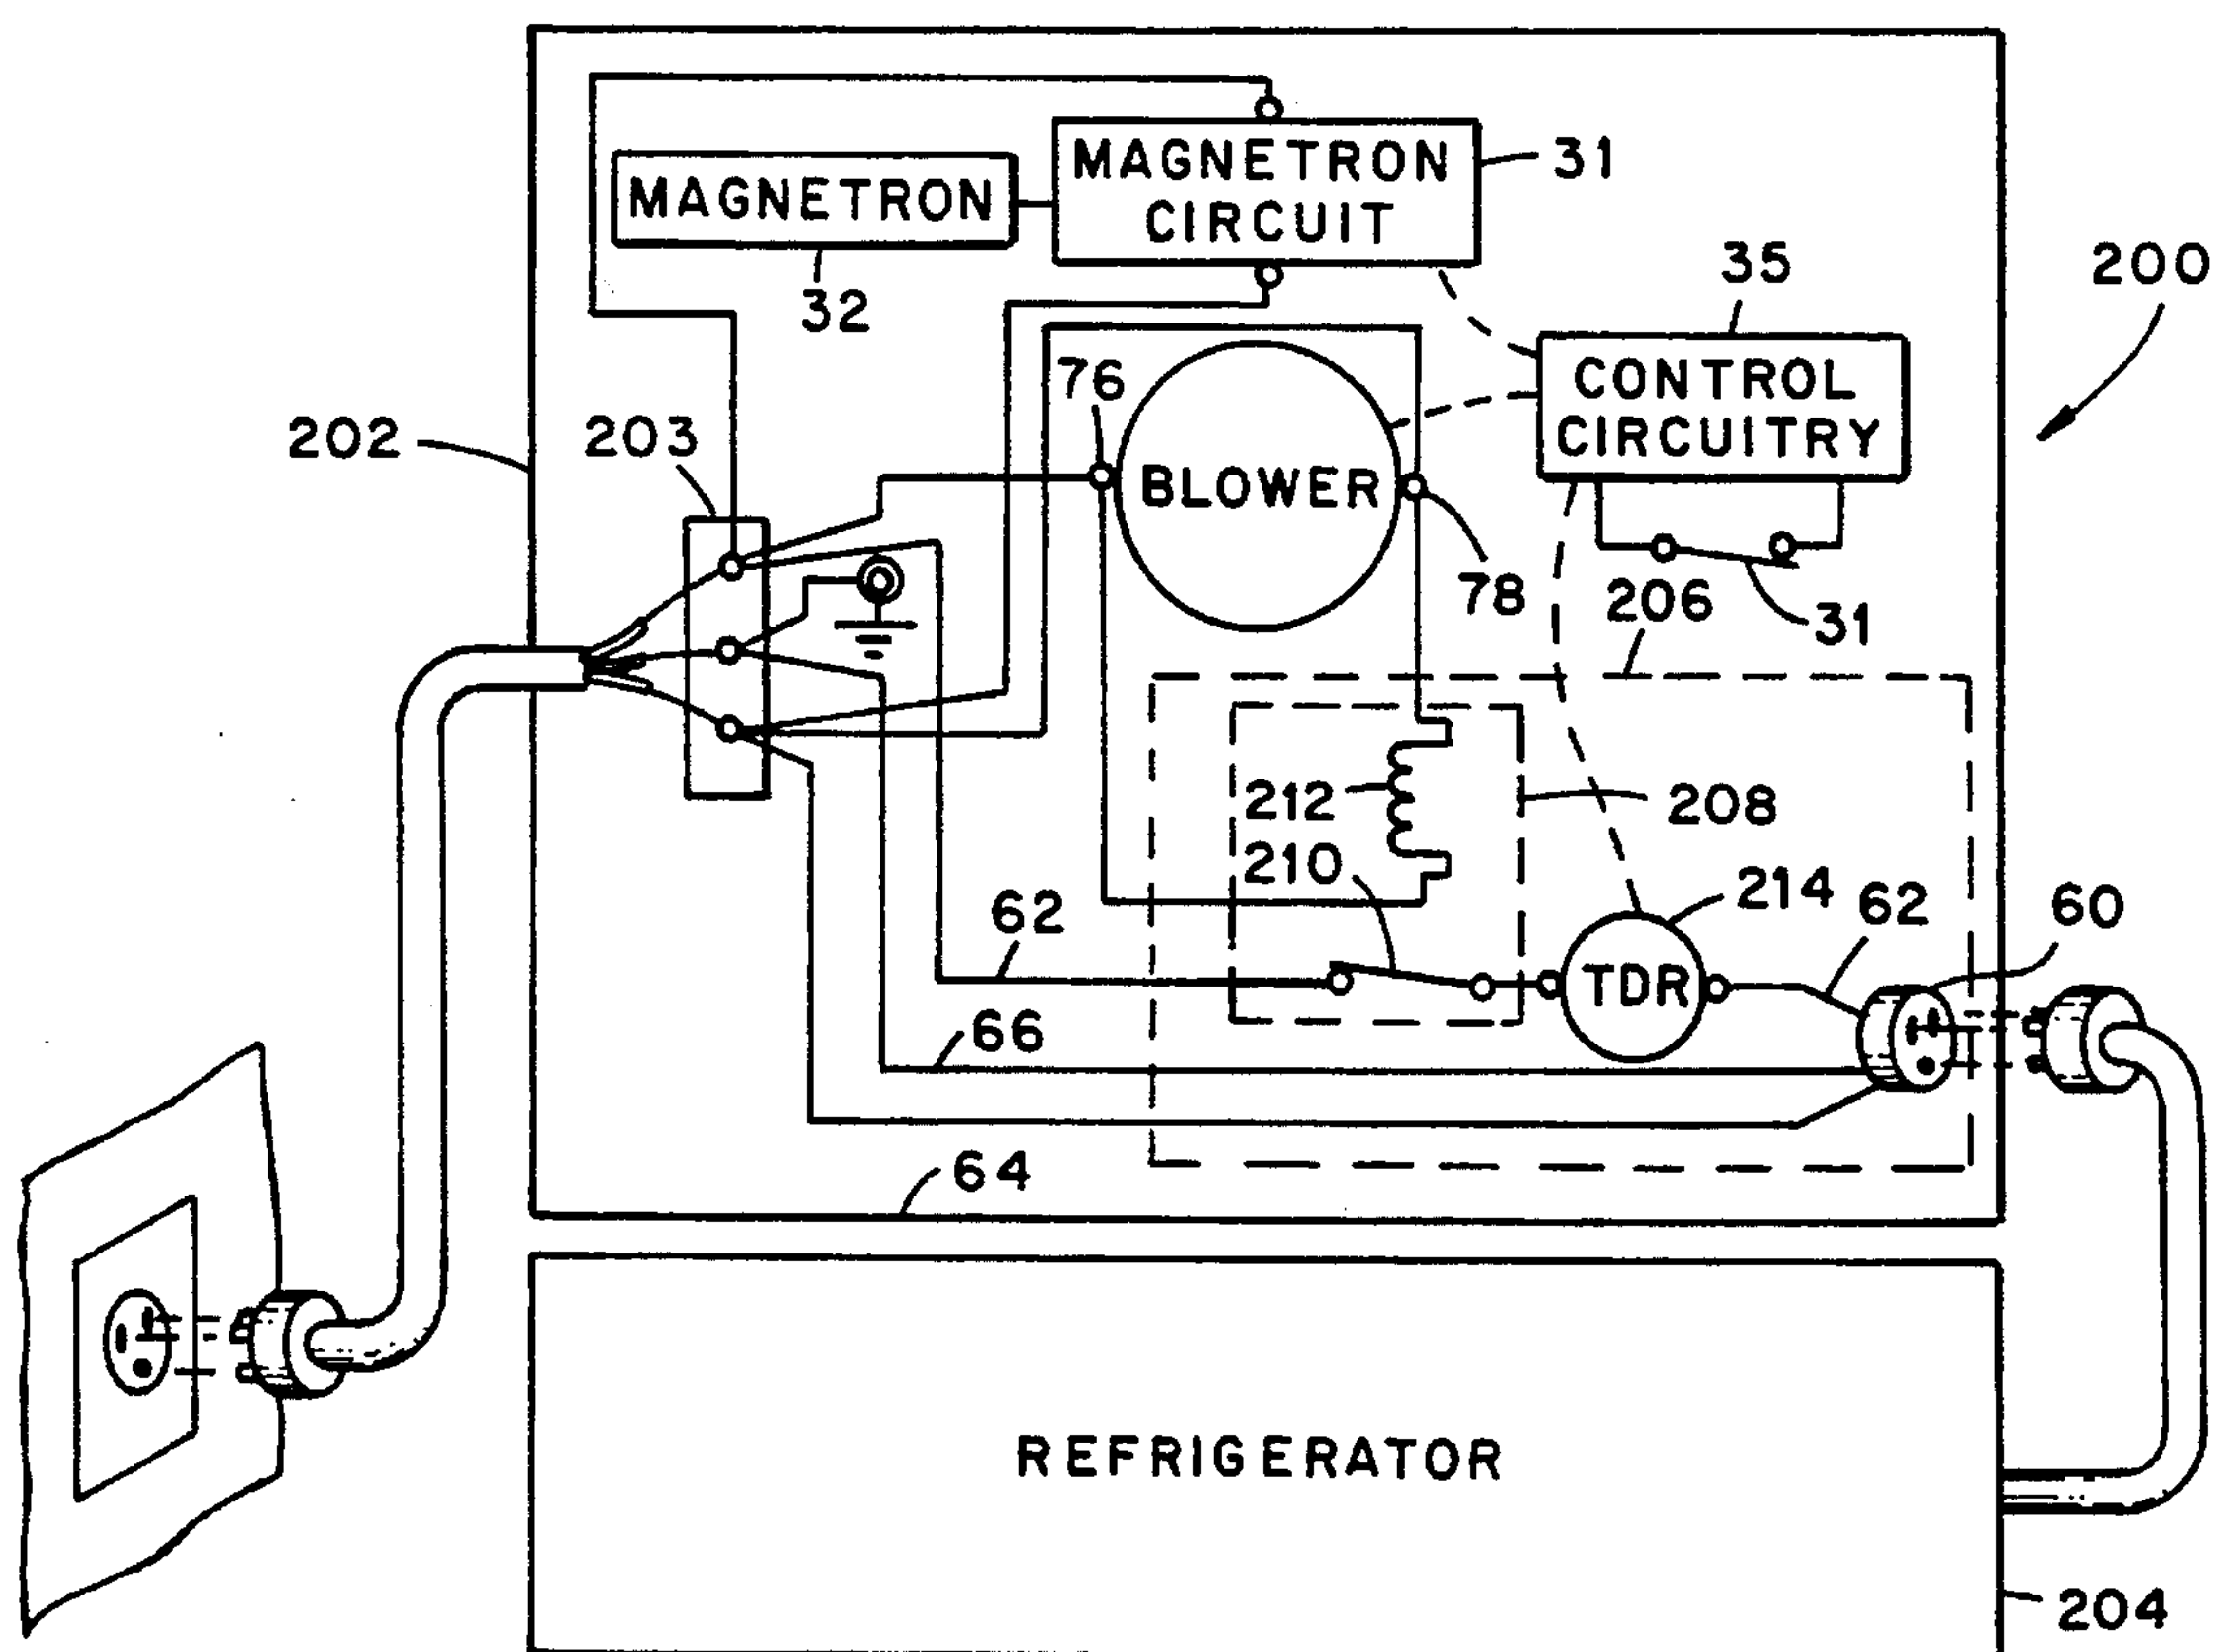 MAGNETRON
CIRCUIT
31
MAGNETRON
32
35
200
CONTROL
CIRCUITRY
76
202
203
BLOWER
78
206
31
212
208
210
214
62
60
62
TDR
66
64
REFRIGERATOR
204